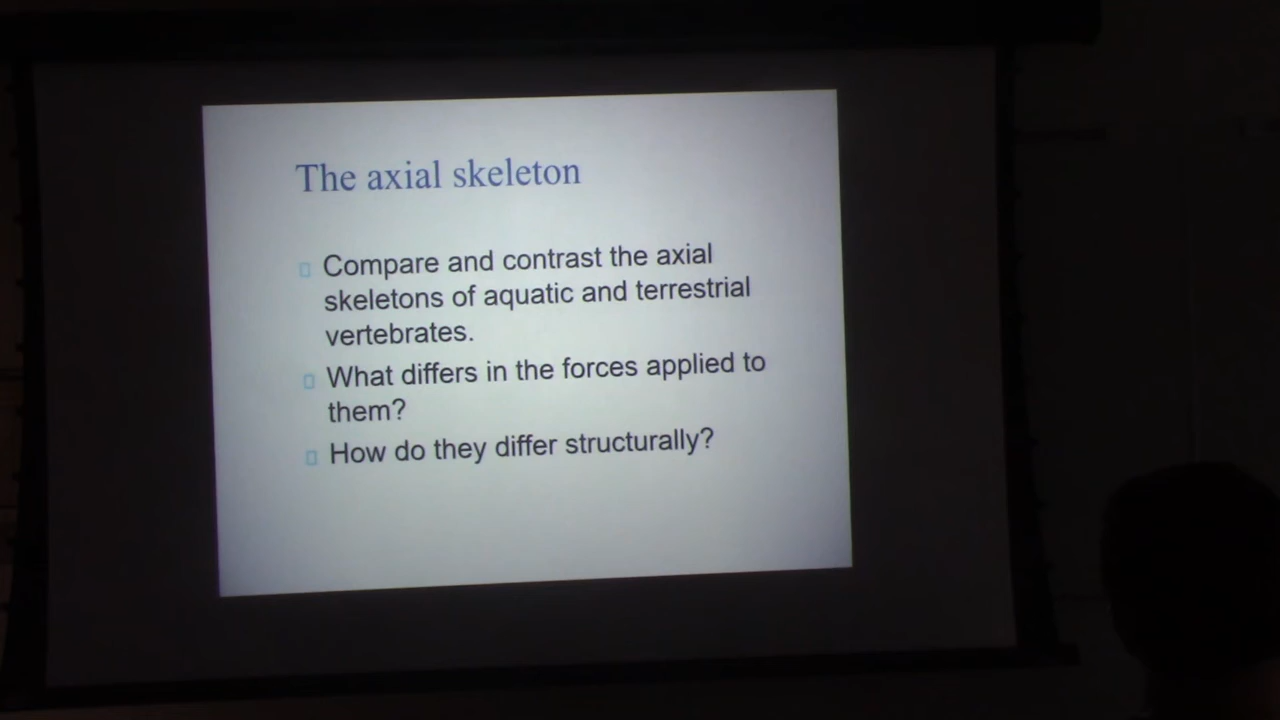 The axial skeleton
Compare and contrast the axial
skeletons of aquatic and terrestrial
vertebrates.
What differs in the forces applied to
them?
How do they differ structurally?